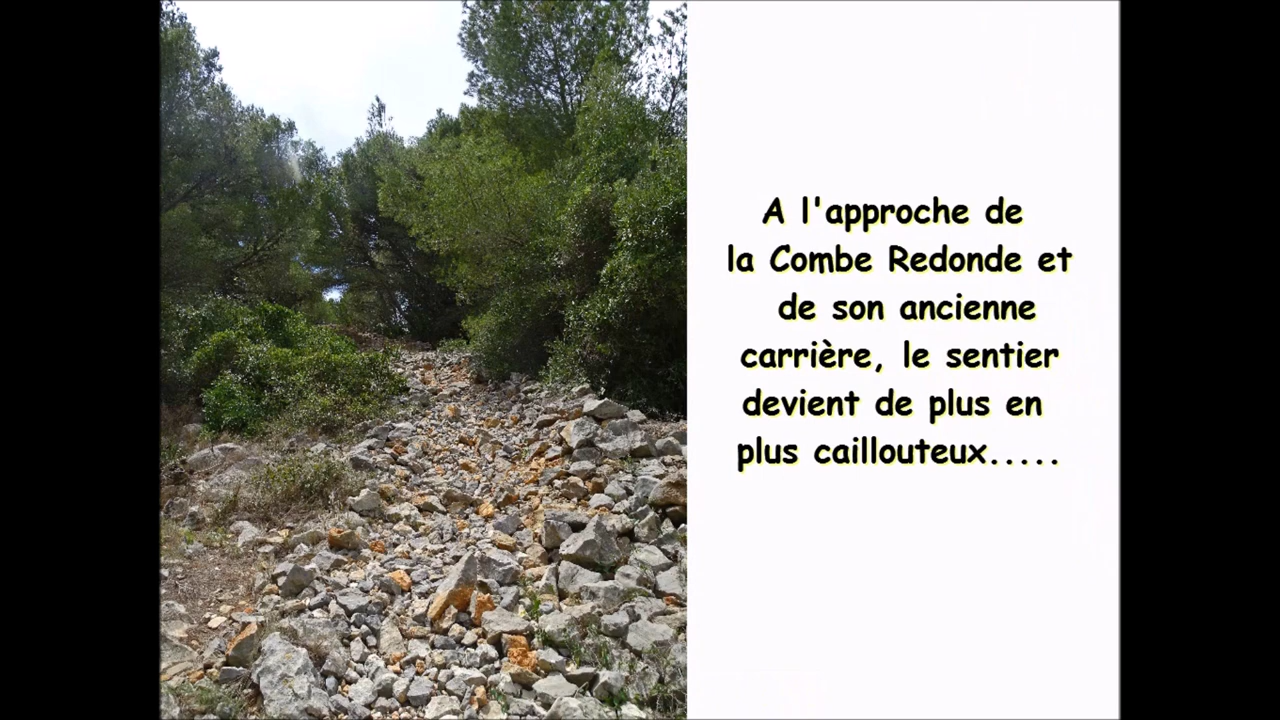 A l'approche de
la Combe Redonde et
de son ancienne
carrière, le sentier
devient de plus en
plus caillouteux.....